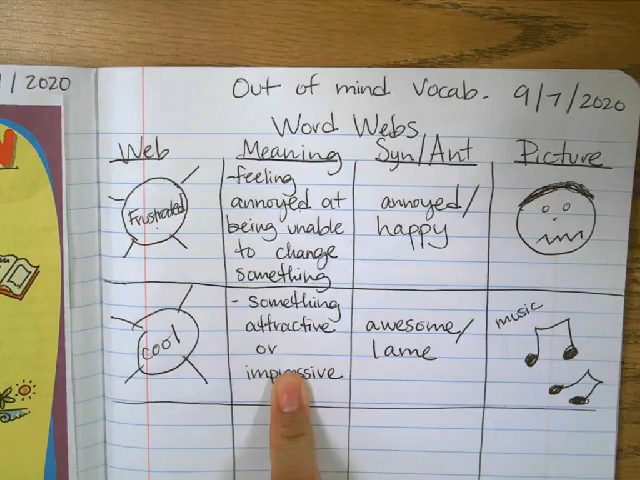 1/2020
Out of mind Vocab. 9/7/2020
Word Webs
Web Meaning Syn/Ant Picture
Frustrated
-feeling
annoyed at
being unable
to change
something
annoyed/
happy
cool
- something
attractive
or
impressive
awesome/
lame
music